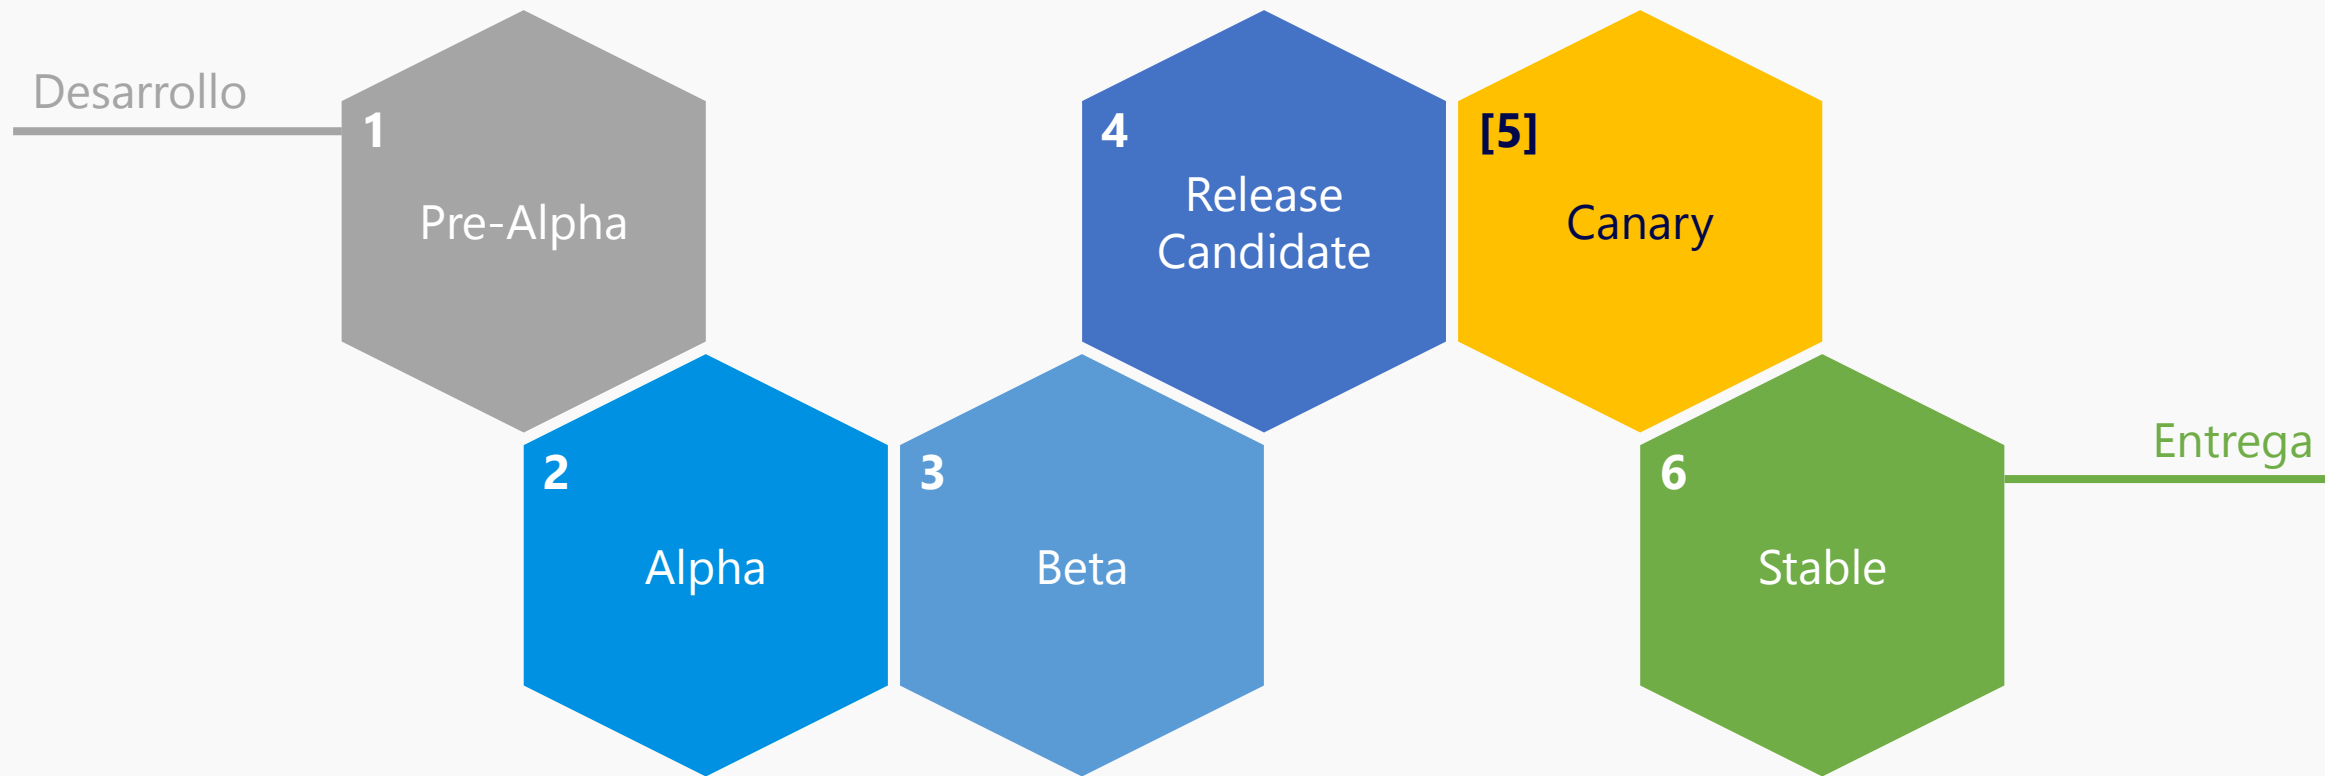 Desarrollo
1
Pre-Alpha
2
Alpha
3
Beta
4
Release
Candidate
[5]
Canary
6
Stable
Entrega